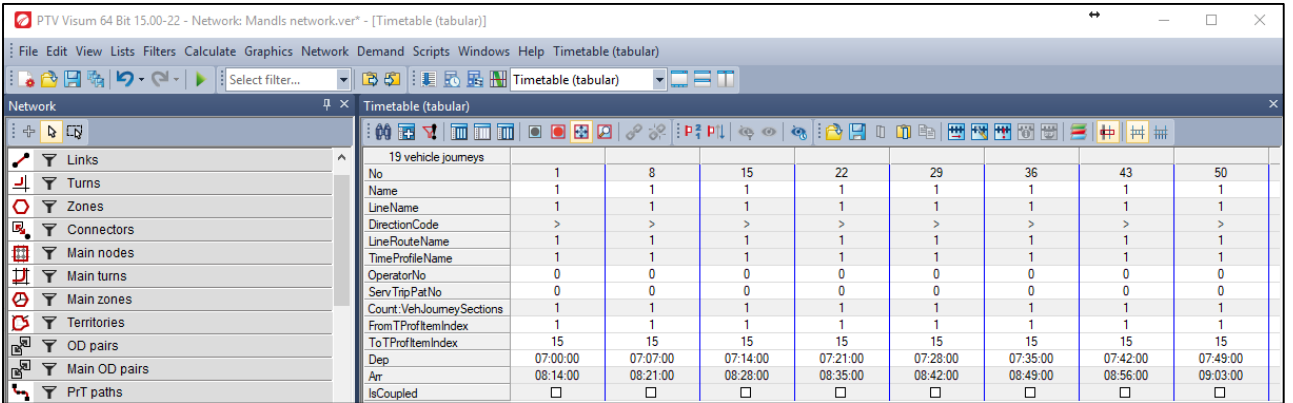 PTV Visum 64 Bit 15.00-22 - Network: Mandls network.ver* - [Timetable (tabular)]
File Edit View Lists Filters Calculate Graphics Network Demand Scripts Windows Help Timetable (tabular)
Select filter... Timetable (tabular)
Network
Timetable (tabular)
Links
Turns
Zones
Connectors
Main nodes
Main turns
Main zones
Territories
OD pairs
Main OD pairs
PrT paths
19 vehicle journeys
No 1 8 15 22 29 36 43 50
Name 1 1 1 1 1 1 1 1
LineName 1 1 1 1 1 1 1 1
DirectionCode > > > > > > > >
LineRouteName 1 1 1 1 1 1 1 1
TimeProfileName 1 1 1 1 1 1 1 1
OperatorNo 0 0 0 0 0 0 0 0
ServTripPatNo 0 0 0 0 0 0 0 0
Count:VehJourneySections 1 1 1 1 1 1 1 1
FromTProfItemIndex 1 1 1 1 1 1 1 1
ToTProfItemIndex 15 15 15 15 15 15 15 15
Dep 07:00:00 07:07:00 07:14:00 07:21:00 07:28:00 07:35:00 07:42:00 07:49:00
Arr 08:14:00 08:21:00 08:28:00 08:35:00 08:42:00 08:49:00 08:56:00 09:03:00
IsCoupled